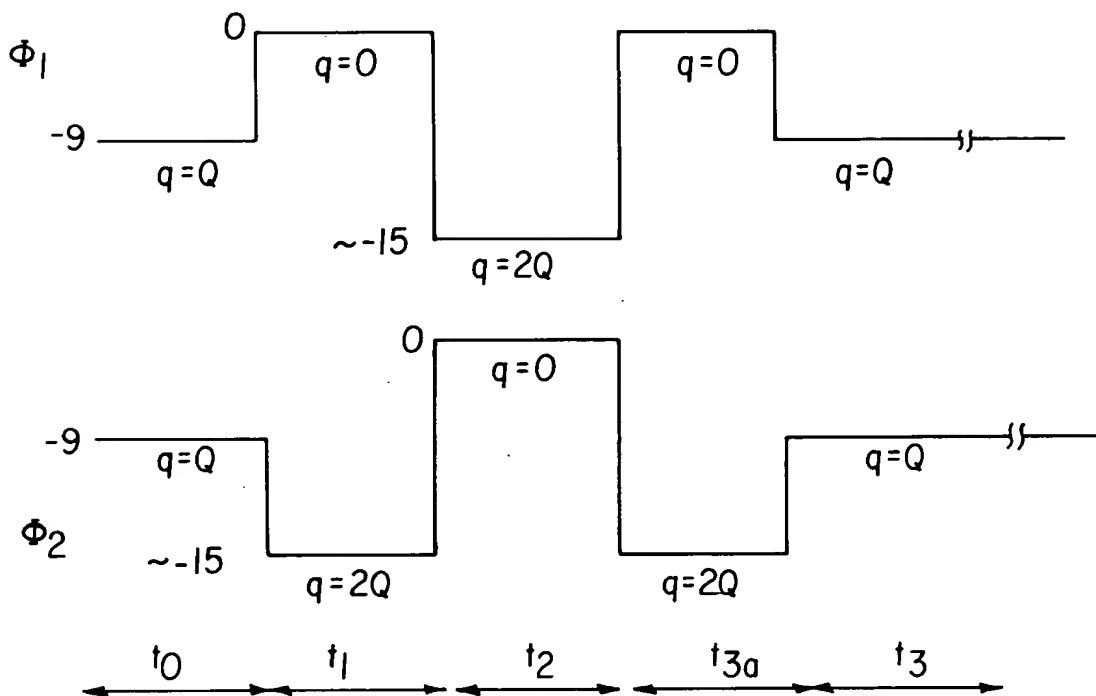 0
Φ1
q=0
q=0
-9
q=Q
q=Q
~-15
q=2Q
0
q=0
-9
q=Q
q=Q
Φ2
~-15
q=2Q
q=2Q
t0 t1 t2 t3a t3